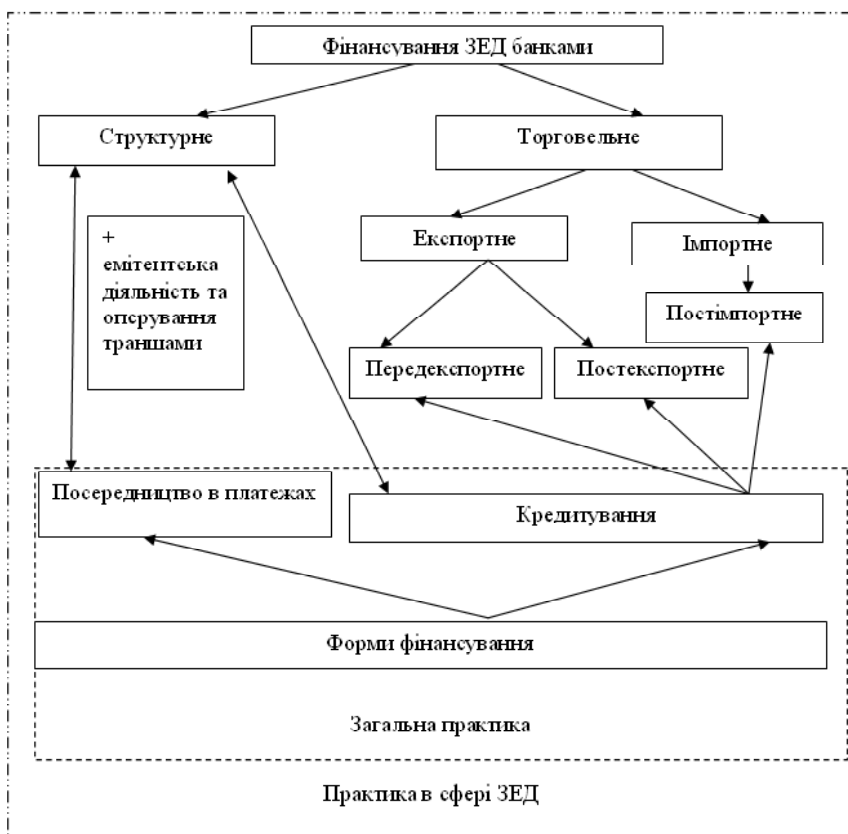 Фінансування ЗЕД банками
Структурне
Торговельне
+
емітентська
діяльність та
оперування
траншами
Експортне
Імпортне
Постімпортне
Передекспортне
Постекспортне
Посередництво в платежах
Кредитування
Форми фінансування
Загальна практика
Практика в сфері ЗЕД